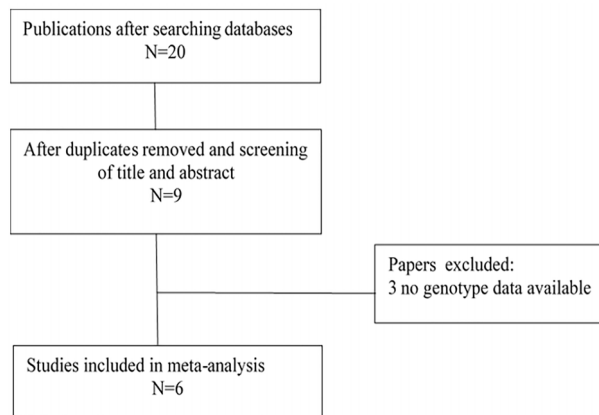 Publications after searching databases
N=20
After duplicates removed and screening
of title and abstract
N=9
Papers excluded:
3 no genotype data available
Studies included in meta-analysis
N=6